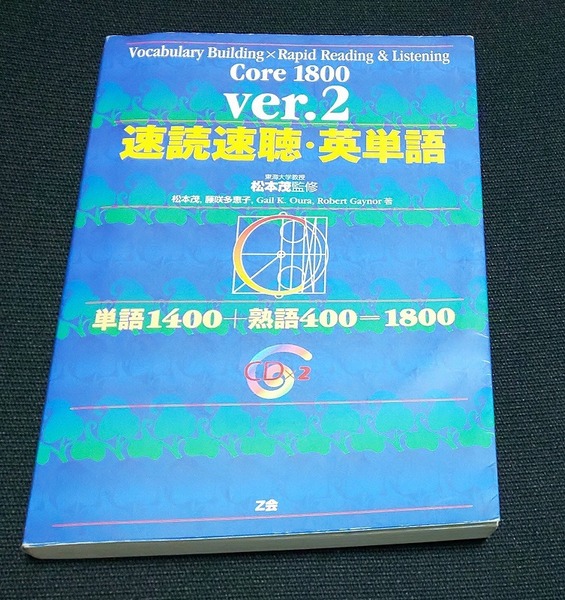 Vocabulary Building×Rapid Reading & Listening
Core 1800
ver.2
速読速聴・英単語
東海大学教授
松本茂監修
松本茂, 藤咲多恵子, Gail K. Oura, Robert Gaynor 著
単語1400+熟語400=1800
CD×2
Z会